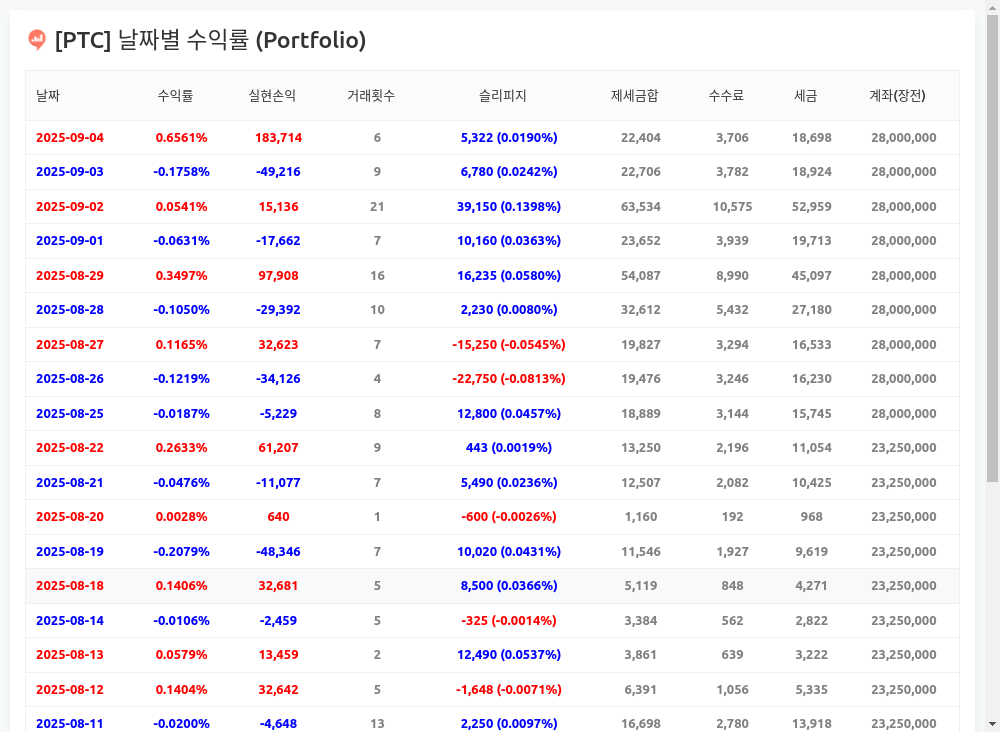 [PTC] 날짜별 수익률 (Portfolio)
날짜 수익률 실현손익 거래횟수 슬리피지 제세금합 수수료 세금 계좌(장전)
2025-09-04 0.6561% 183,714 6 5,322 (0.0190%) 22,404 3,706 18,698 28,000,000
2025-09-03 -0.1758% -49,216 9 6,780 (0.0242%) 22,706 3,782 18,924 28,000,000
2025-09-02 0.0541% 15,136 21 39,150 (0.1398%) 63,534 10,575 52,959 28,000,000
2025-09-01 -0.0631% -17,662 7 10,160 (0.0363%) 23,652 3,939 19,713 28,000,000
2025-08-29 0.3497% 97,908 16 16,235 (0.0580%) 54,087 8,990 45,097 28,000,000
2025-08-28 -0.1050% -29,392 10 2,230 (0.0080%) 32,612 5,432 27,180 28,000,000
2025-08-27 0.1165% 32,623 7 -15,250 (-0.0545%) 19,827 3,294 16,533 28,000,000
2025-08-26 -0.1219% -34,126 4 -22,750 (-0.0813%) 19,476 3,246 16,230 28,000,000
2025-08-25 -0.0187% -5,229 8 12,800 (0.0457%) 18,889 3,144 15,745 28,000,000
2025-08-22 0.2633% 61,207 9 443 (0.0019%) 13,250 2,196 11,054 23,250,000
2025-08-21 -0.0476% -11,077 7 5,490 (0.0236%) 12,507 2,082 10,425 23,250,000
2025-08-20 0.0028% 640 1 -600 (-0.0026%) 1,160 192 968 23,250,000
2025-08-19 -0.2079% -48,346 7 10,020 (0.0431%) 11,546 1,927 9,619 23,250,000
2025-08-18 0.1406% 32,681 5 8,500 (0.0366%) 5,119 848 4,271 23,250,000
2025-08-14 -0.0106% -2,459 5 -325 (-0.0014%) 3,384 562 2,822 23,250,000
2025-08-13 0.0579% 13,459 2 12,490 (0.0537%) 3,861 639 3,222 23,250,000
2025-08-12 0.1404% 32,642 5 -1,648 (-0.0071%) 6,391 1,056 5,335 23,250,000
2025-08-11 -0.0200% -4,648 13 2,250 (0.0097%) 16,698 2,780 13,918 23,250,000